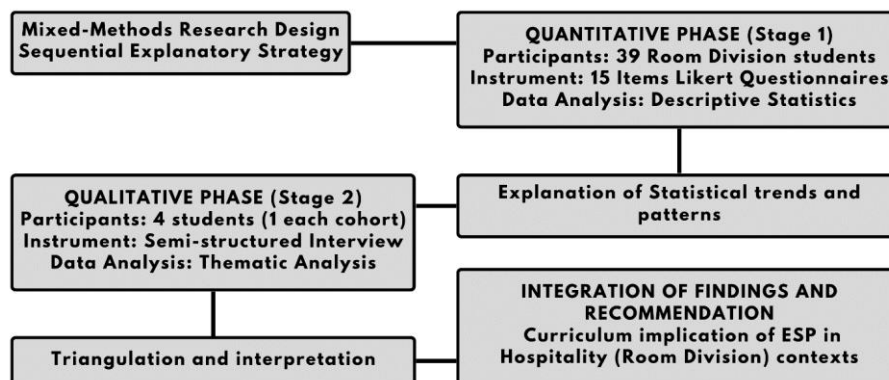 Mixed-Methods Research Design
Sequential Explanatory Strategy
QUANTITATIVE PHASE (Stage 1)
Participants: 39 Room Division students
Instrument: 15 Items Likert Questionnaires
Data Analysis: Descriptive Statistics
Explanation of Statistical trends and
patterns
QUALITATIVE PHASE (Stage 2)
Participants: 4 students (1 each cohort)
Instrument: Semi-structured Interview
Data Analysis: Thematic Analysis
Triangulation and interpretation
INTEGRATION OF FINDINGS AND
RECOMMENDATION
Curriculum implication of ESP in
Hospitality (Room Division) contexts